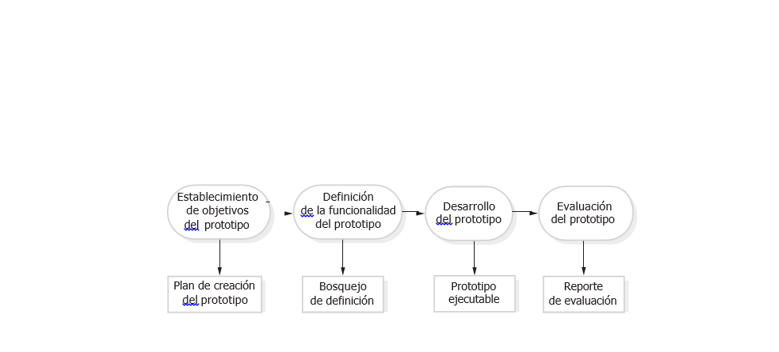 Establecimiento
de objetivos
del prototipo
Definición
de la funcionalidad
del prototipo
Desarrollo
del prototipo
Evaluación
del prototipo
Plan de creación
del prototipo
Bosquejo
de definición
Prototipo
ejecutable
Reporte
de evaluación